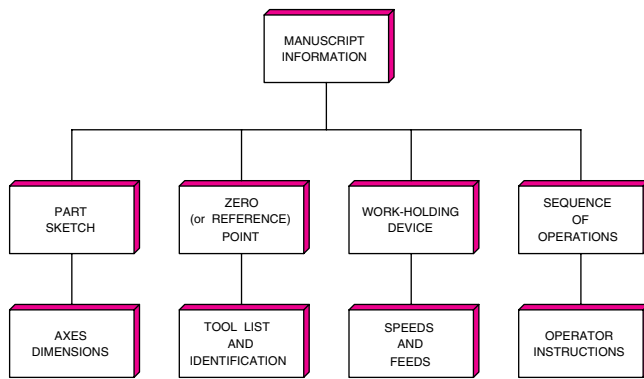 MANUSCRIPT
INFORMATION
PART
SKETCH
ZERO
(or REFERENCE)
POINT
WORK-HOLDING
DEVICE
SEQUENCE
OF
OPERATIONS
AXES
DIMENSIONS
TOOL LIST
AND
IDENTIFICATION
SPEEDS
AND
FEEDS
OPERATOR
INSTRUCTIONS